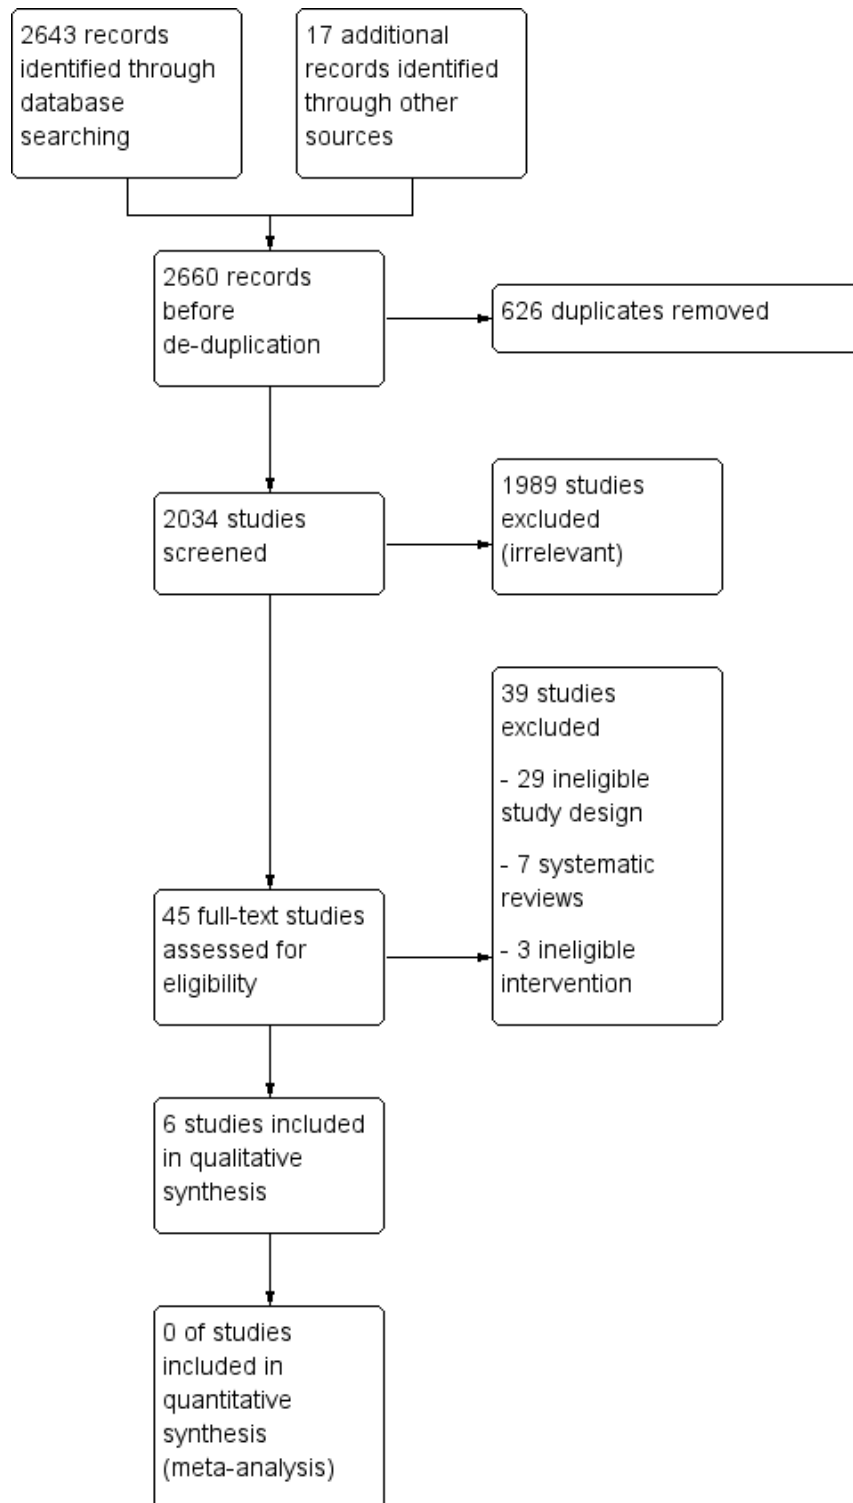 2643 records
identified through
database
searching
17 additional
records identified
through other
sources
2660 records
before
de-duplication
626 duplicates removed
2034 studies
screened
1989 studies
excluded
(irrelevant)
39 studies
excluded
- 29 ineligible
study design
- 7 systematic
reviews
- 3 ineligible
intervention
45 full-text studies
assessed for
eligibility
6 studies included
in qualitative
synthesis
0 of studies
included in
quantitative
synthesis
(meta-analysis)